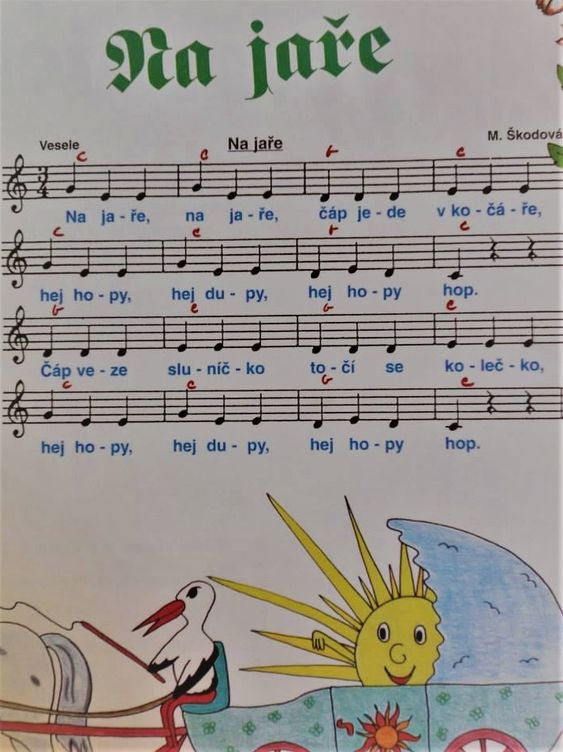 Na jaře
Vesele
Na jaře
M. Škodová
C C G C
3
4
Na ja - ře, na ja - ře, čáp je - de v ko - čá - ře,
C C G C
hej ho - py, hej du - py, hej ho - py hop.
G C G C
Čáp ve - ze slu - níč - ko to - čí se ko - leč - ko,
C C G C
hej ho - py, hej du - py, hej ho - py hop.